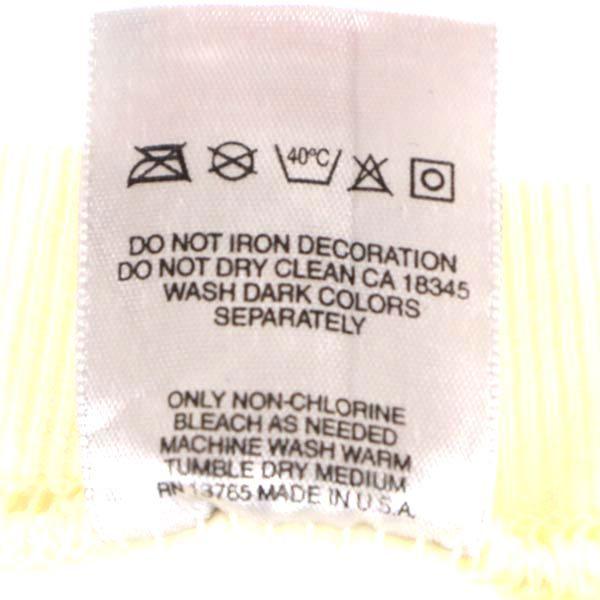 40°C
DO NOT IRON DECORATION
DO NOT DRY CLEAN CA 18345
WASH DARK COLORS
SEPARATELY
ONLY NON-CHLORINE
BLEACH AS NEEDED
MACHINE WASH WARM
TUMBLE DRY MEDIUM
RN 13765 MADE IN U.S.A.